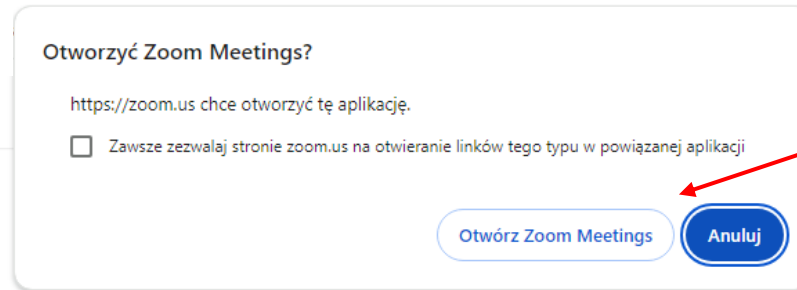 Otworzyć Zoom Meetings?
https://zoom.us chce otworzyć tę aplikację.
Zawsze zezwalaj stronie zoom.us na otwieranie linków tego typu w powiązanej aplikacji
Otwórz Zoom Meetings Anuluj